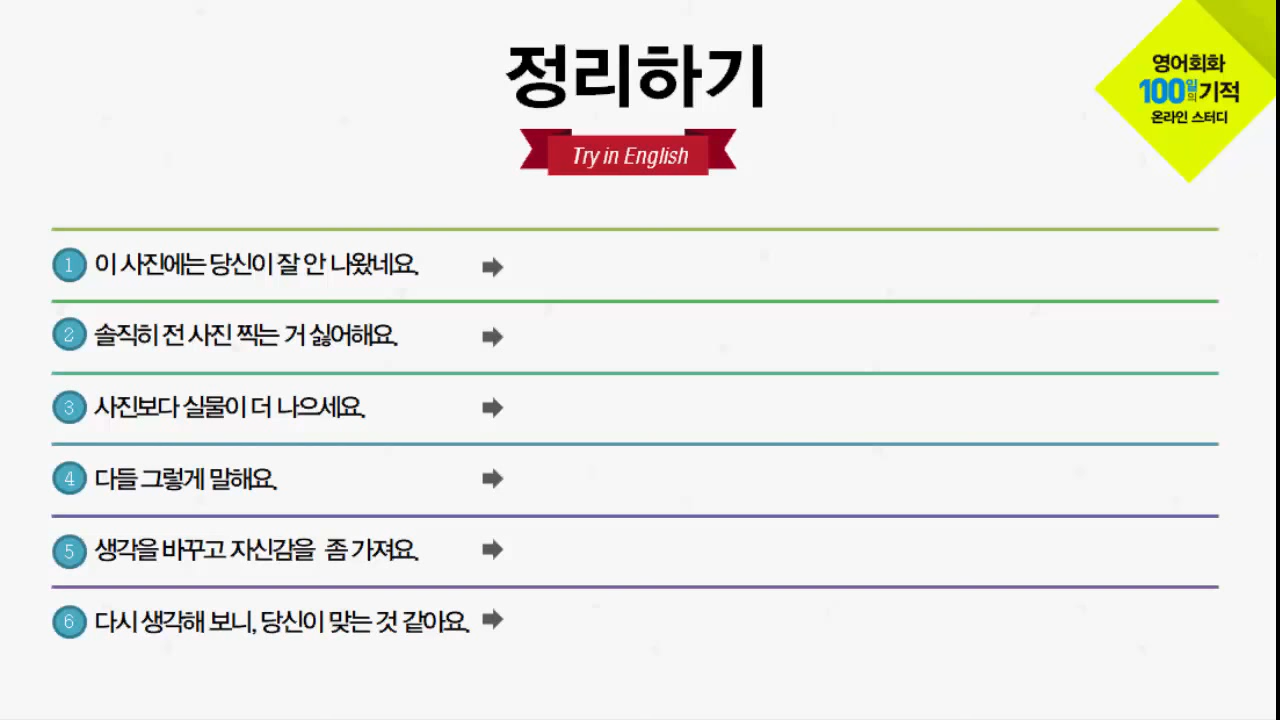 정리하기
Try in English
영어회화
100일의기적
온라인 스터디
1 이 사진에는 당신이 잘 안 나왔네요.
2 솔직히 전 사진 찍는 거 싫어해요.
3 사진보다 실물이 더 나으세요.
4 다들 그렇게 말해요.
5 생각을 바꾸고 자신감을 좀 가져요.
6 다시 생각해 보니, 당신이 맞는 것 같아요.